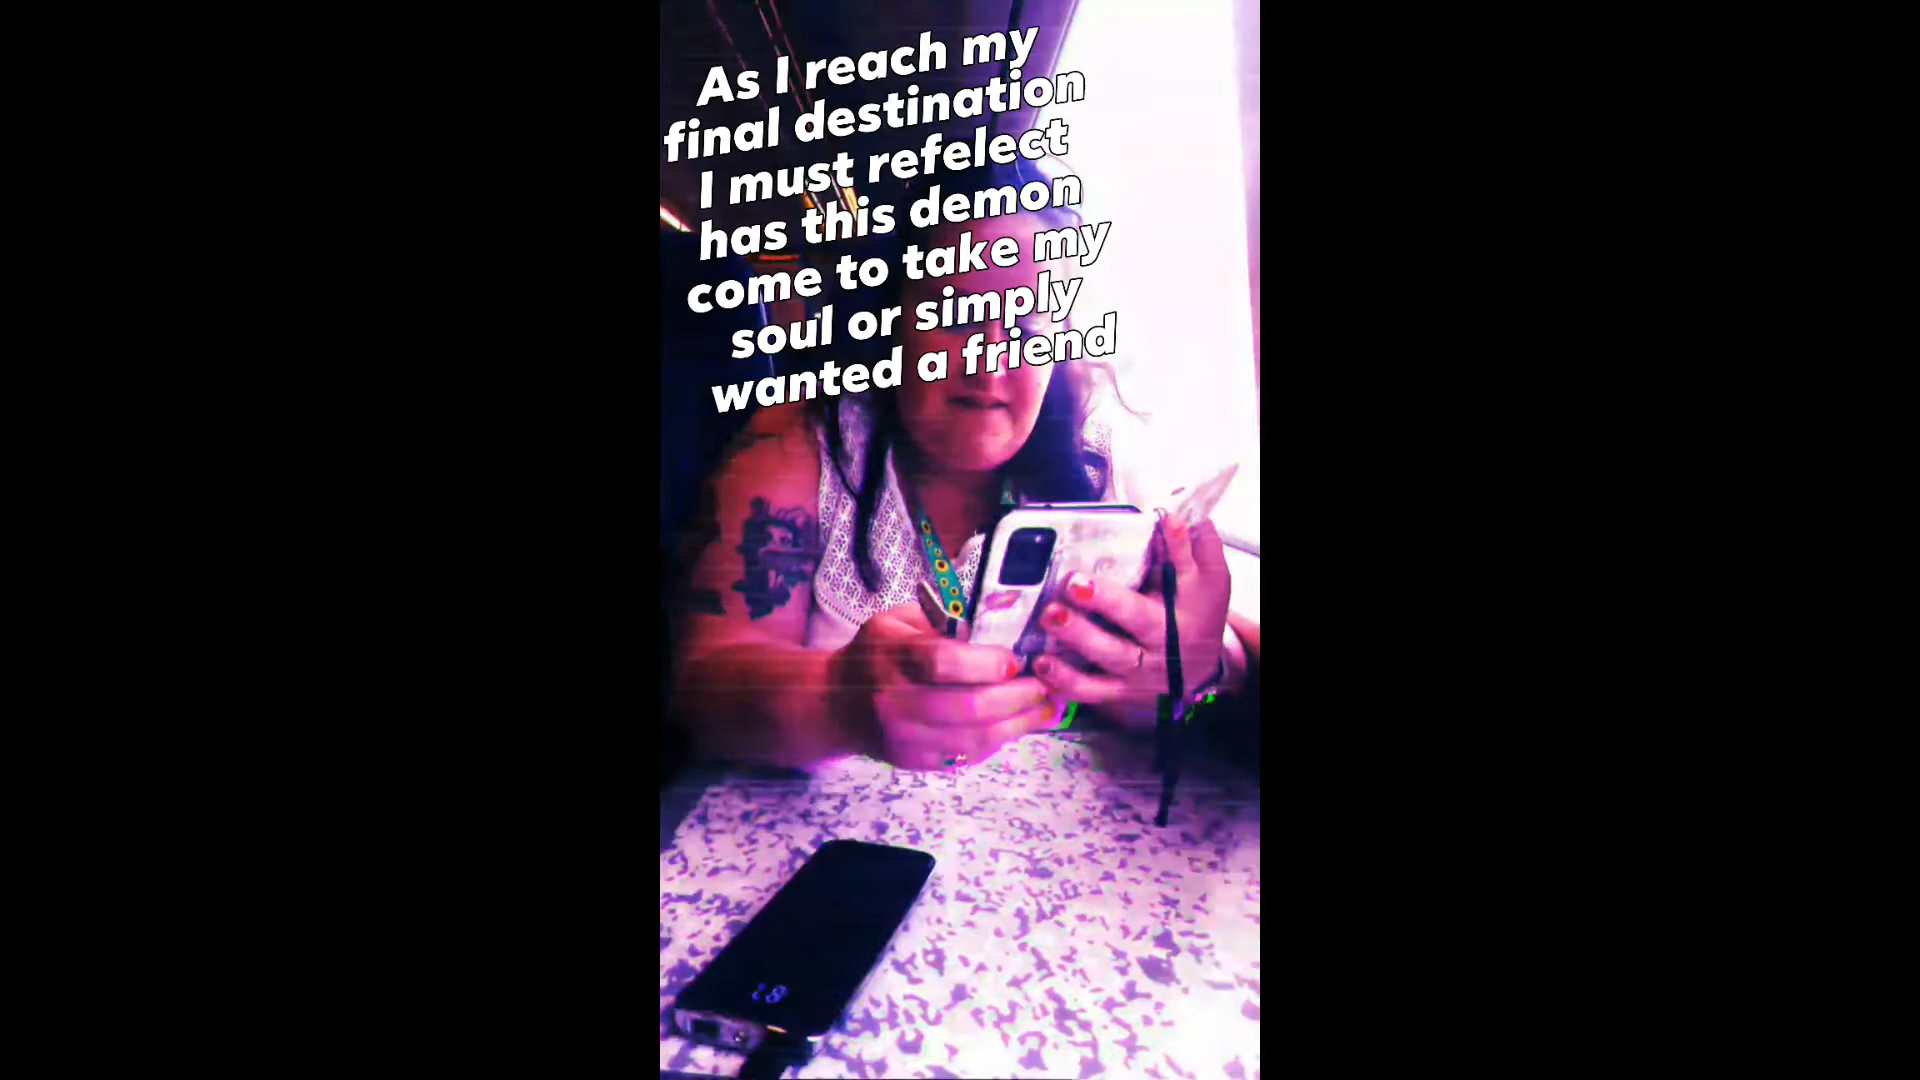 As I reach my
final destination
I must refelect
has this demon
come to take my
soul or simply
wanted a friend